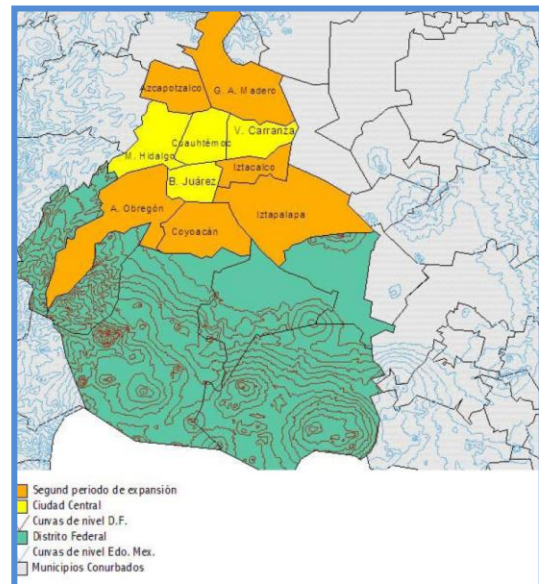 Azcapotzalco
G. A. Madero
V. Carranza
Cuauhtémoc
M. Hidalgo
Iztacalco
B. Juárez
A. Obregón
Iztapalapa
Coyoacán
Segund periodo de expansión
Ciudad Central
Curvas de nivel D.F.
Distrito Federal
Curvas de nivel Edo. Mex.
Municipios Conurbados